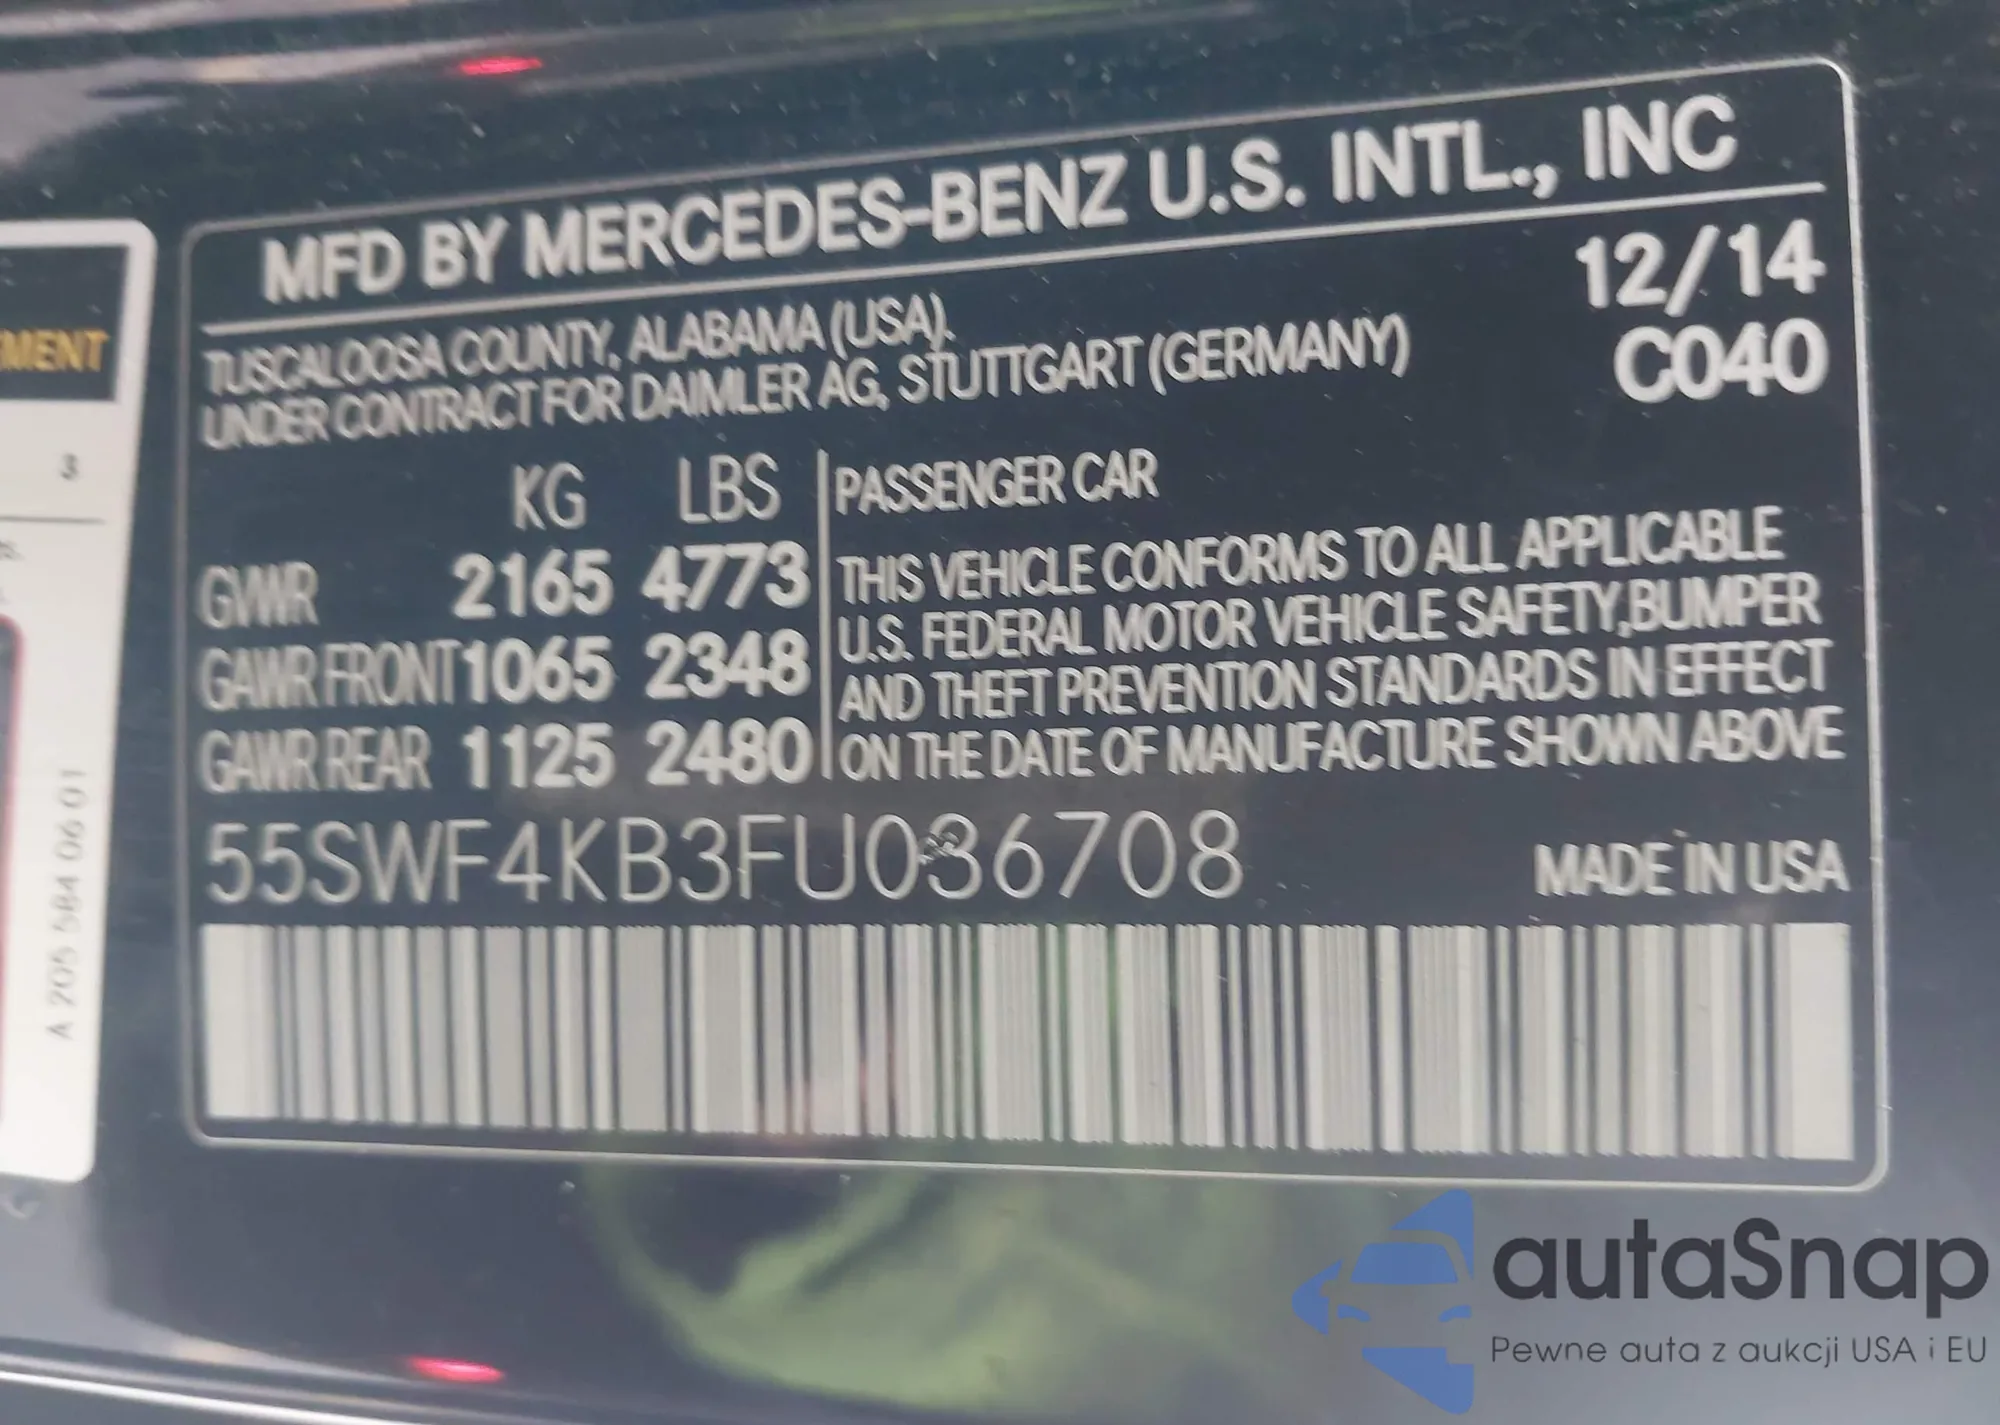 MFD BY MERCEDES-BENZ U.S. INTL., INC
12/14
TUSCALOOSA COUNTY, ALABAMA (USA),
UNDER CONTRACT FOR DAIMLER AG, STUTTGART (GERMANY)
C040
KG LBS
GVWR 2165 4773
GAWR FRONT 1065 2348
GAWR REAR 1125 2480
PASSENGER CAR
THIS VEHICLE CONFORMS TO ALL APPLICABLE
U.S. FEDERAL MOTOR VEHICLE SAFETY,BUMPER
AND THEFT PREVENTION STANDARDS IN EFFECT
ON THE DATE OF MANUFACTURE SHOWN ABOVE
55SWF4KB3FU036708
MADE IN USA
MENT
3
A 205 584 06 01
autaSnap
Pewne auta z aukcji USA i EU